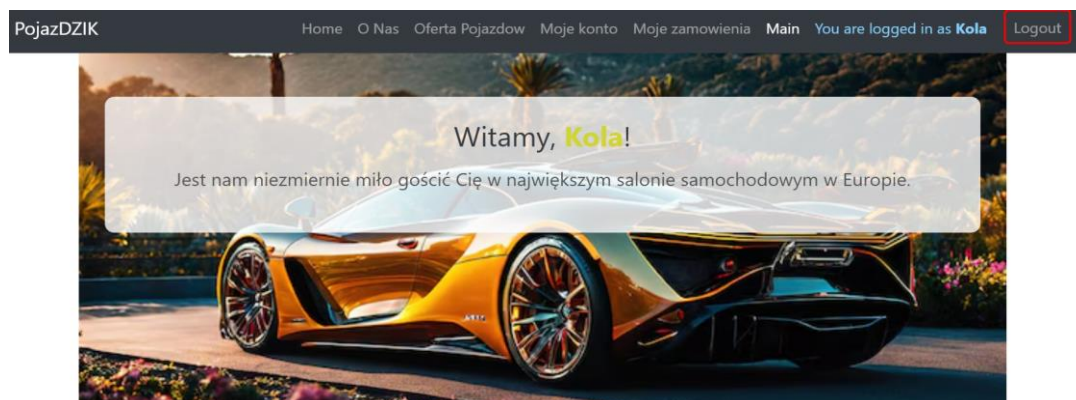 PojazDZIK Home O Nas Oferta Pojazdow Moje konto Moje zamowienia Main You are logged in as Kola Logout
Witamy, Kola!
Jest nam niezmiernie miło gościć Cię w największym salonie samochodowym w Europie.